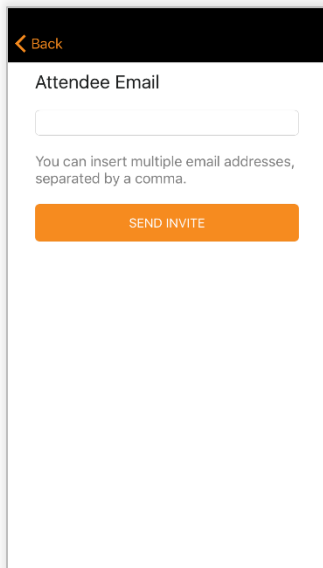 Back
Attendee Email
You can insert multiple email addresses,
separated by a comma.
SEND INVITE